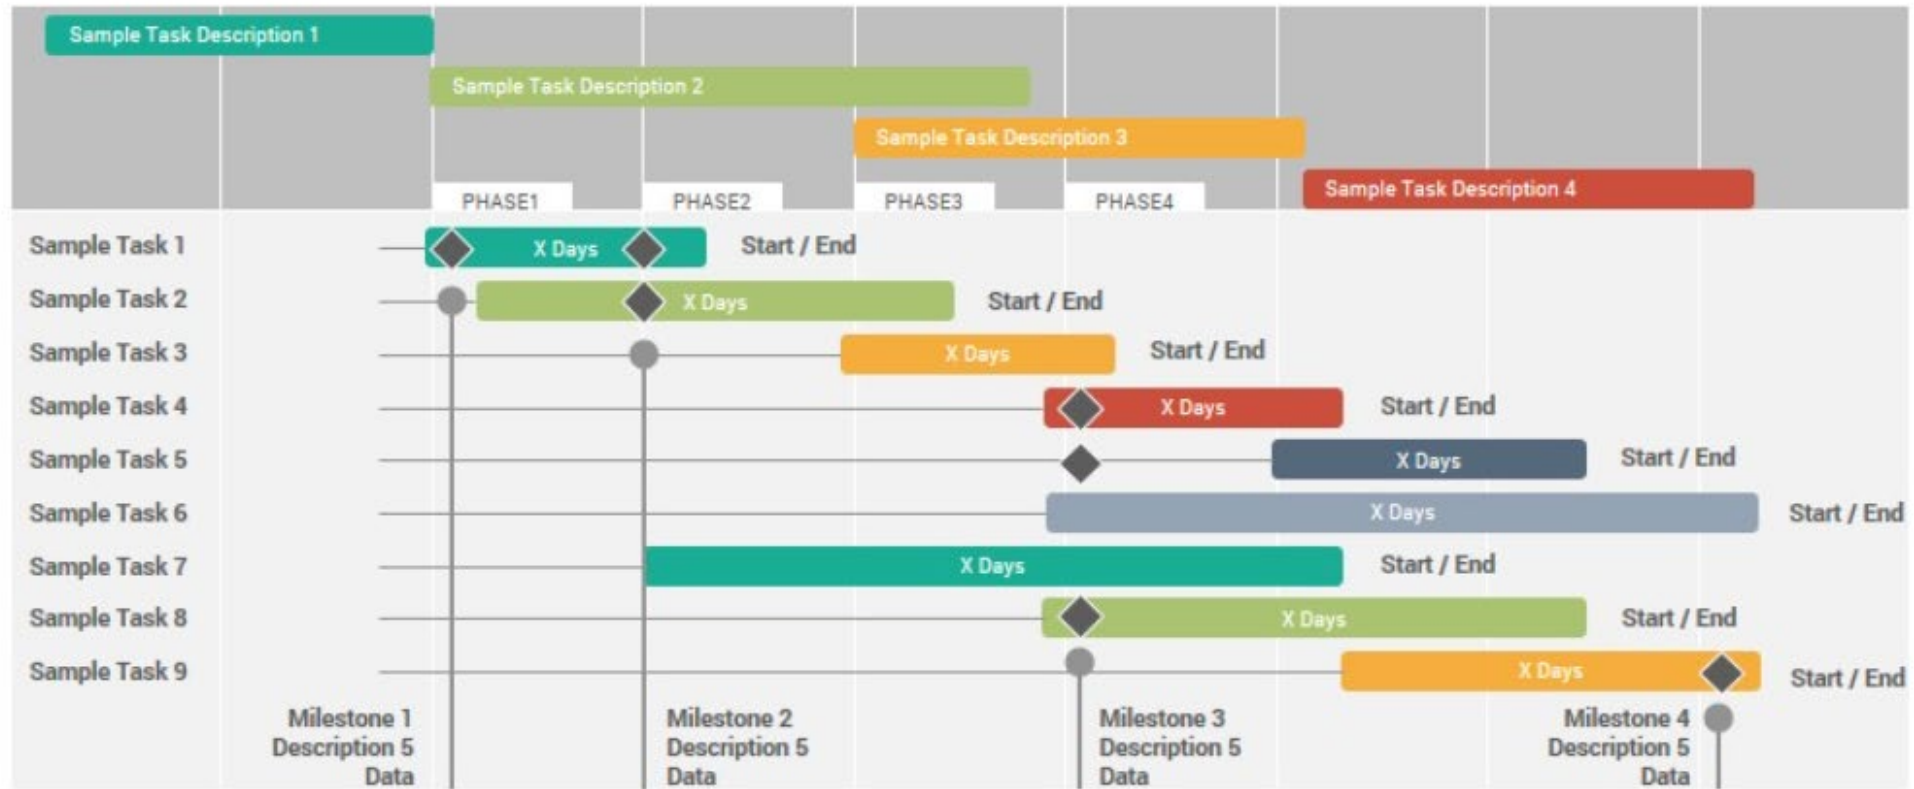 Sample Task Description 1
Sample Task Description 2
Sample Task Description 3
Sample Task Description 4
PHASE1
PHASE2
PHASE3
PHASE4
Sample Task 1
X Days
Start / End
Sample Task 2
X Days
Start / End
Sample Task 3
X Days
Start / End
Sample Task 4
X Days
Start / End
Sample Task 5
X Days
Start / End
Sample Task 6
X Days
Start / End
Sample Task 7
X Days
Start / End
Sample Task 8
X Days
Start / End
Sample Task 9
X Days
Start / End
Milestone 1
Description 5
Data
Milestone 2
Description 5
Data
Milestone 3
Description 5
Data
Milestone 4
Description 5
Data